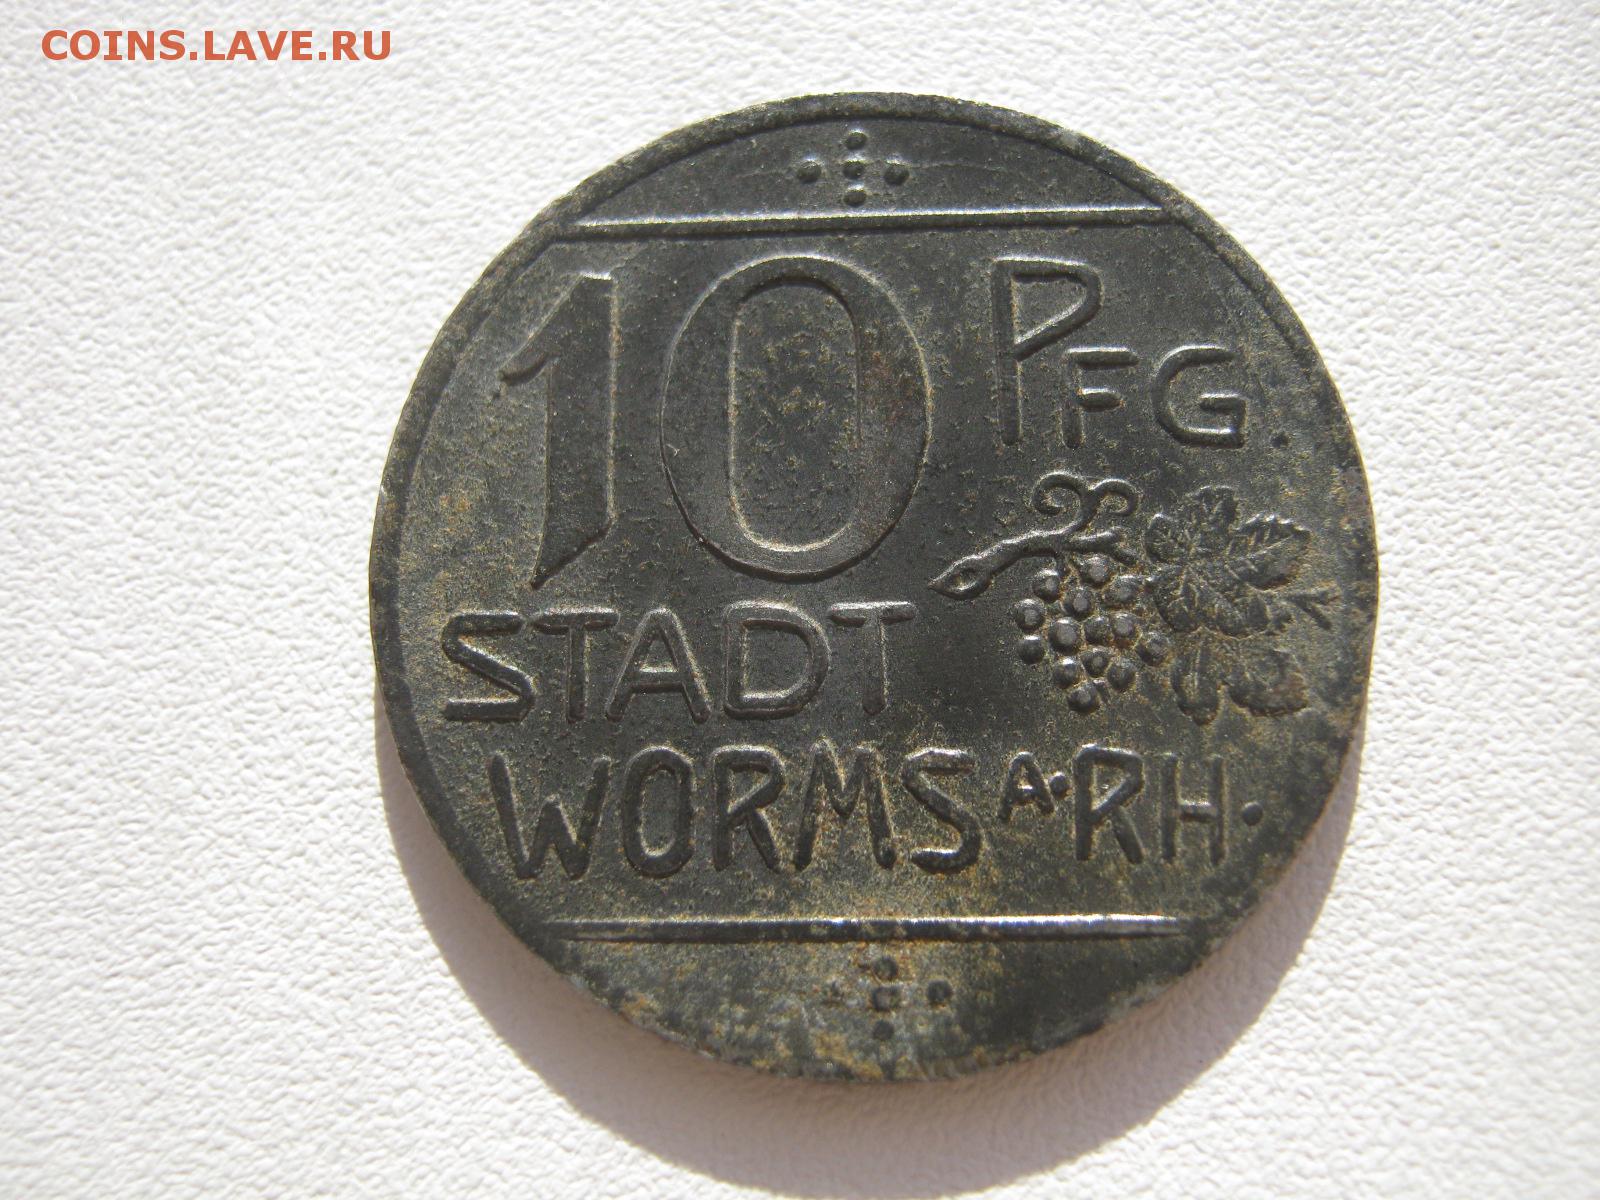 COINS.LAVE.RU
10 PFG.
STADT
WORMS A·RH·